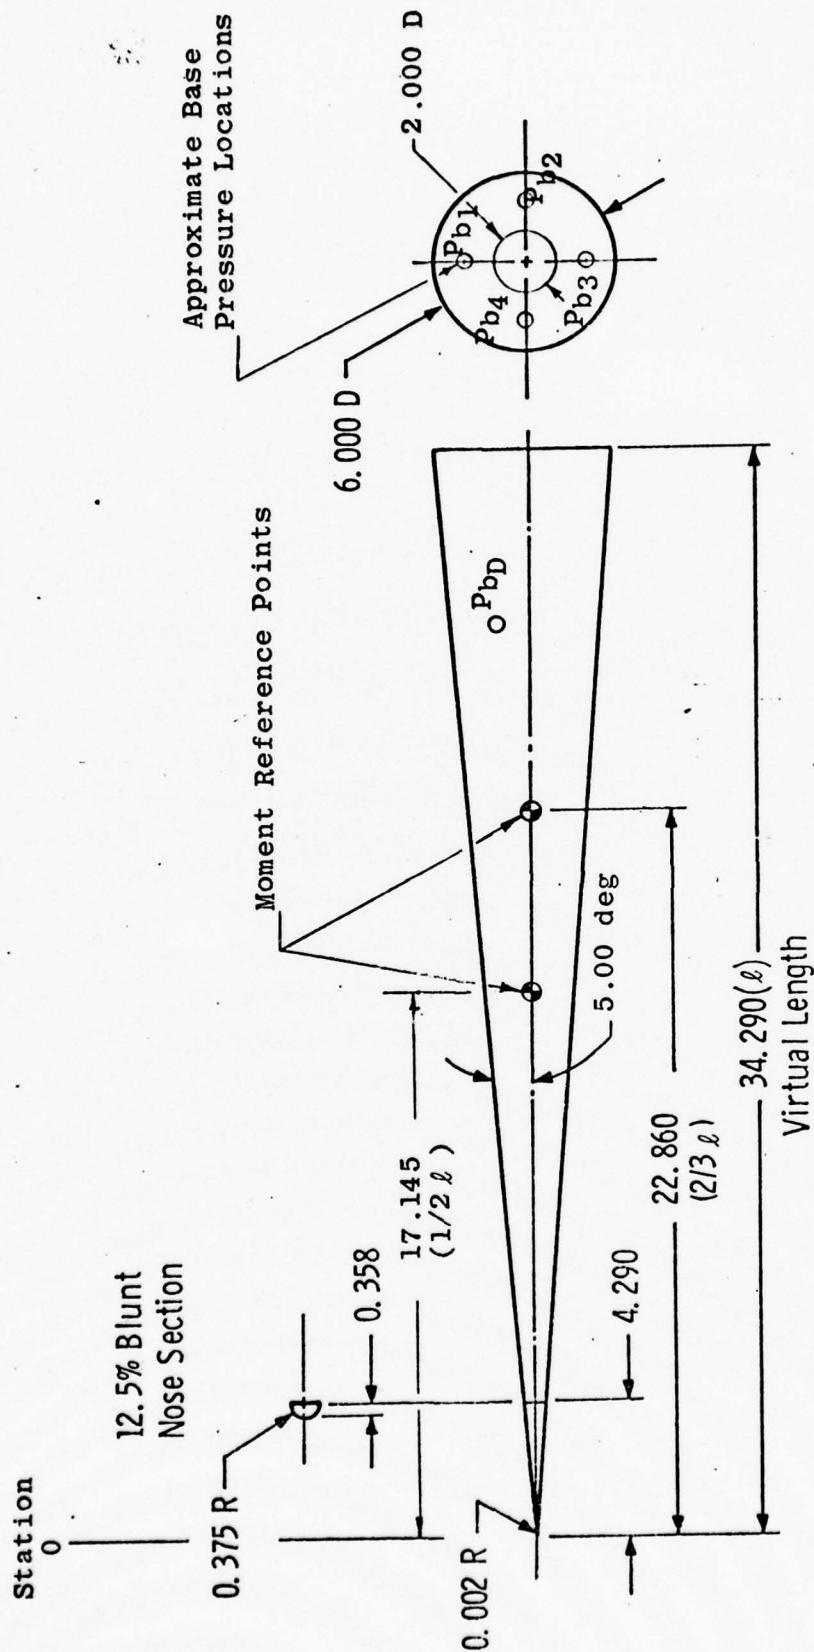 Station
0
12.5% Blunt
Nose Section
0.375 R
0.358
17.145
(1/2 ℓ)
Moment Reference Points
Approximate Base
Pressure Locations
6.000 D
2.000 D
Pb1
Pb2
Pb3
Pb4
PbD
5.00 deg
0.002 R
4.290
22.860
(2/3 ℓ)
34.290(ℓ)
Virtual Length